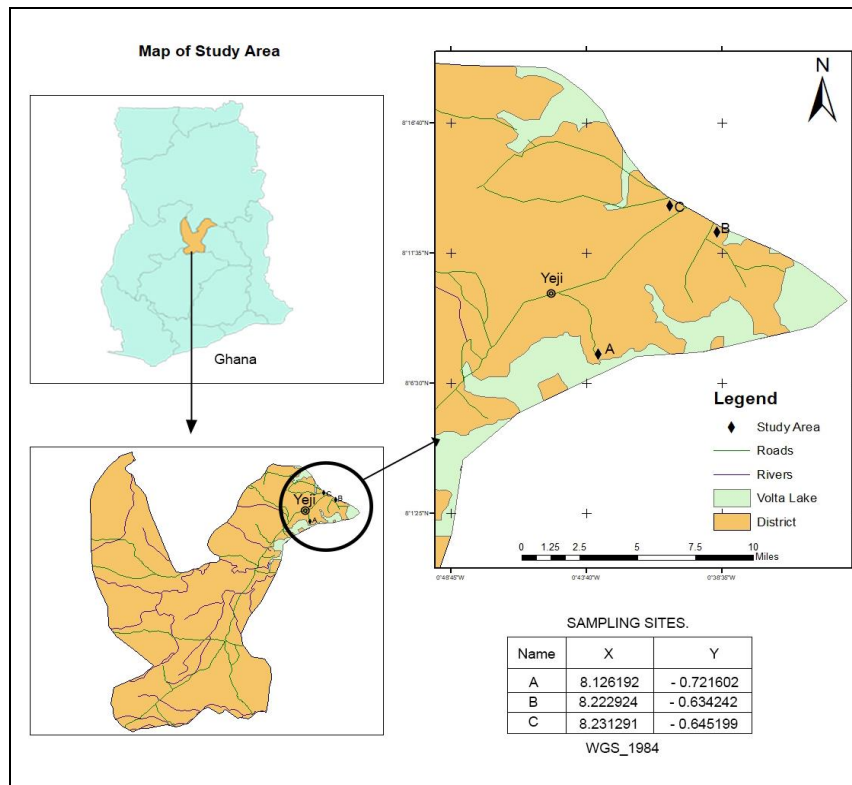 Map of Study Area
Ghana
Yeji
C
B
A
N
8°16'40"N
8°11'35"N
8°6'30"N
8°1'25"N
C
B
Yeji
A
Legend
Study Area
Roads
Rivers
Volta Lake
District
0 1.25 2.5 5 7.5 10
Miles
0°48'45"W 0°43'40"W 0°38'35"W
SAMPLING SITES.
Name X Y
A 8.126192 - 0.721602
B 8.222924 - 0.634242
C 8.231291 - 0.645199
WGS_1984